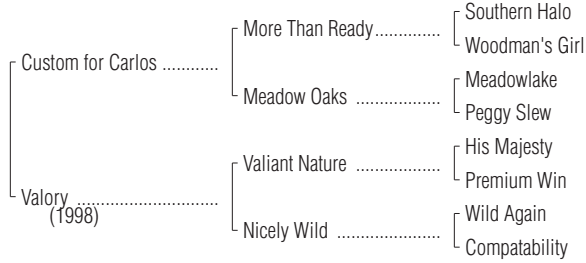 Southern Halo
More Than Ready...............
Woodman's Girl
Custom for Carlos ............
Meadowlake
Meadow Oaks ..................
Peggy Slew
His Majesty
Valiant Nature ..................
Premium Win
Valory ..............................
(1998)
Wild Again
Nicely Wild ......................
Compatability